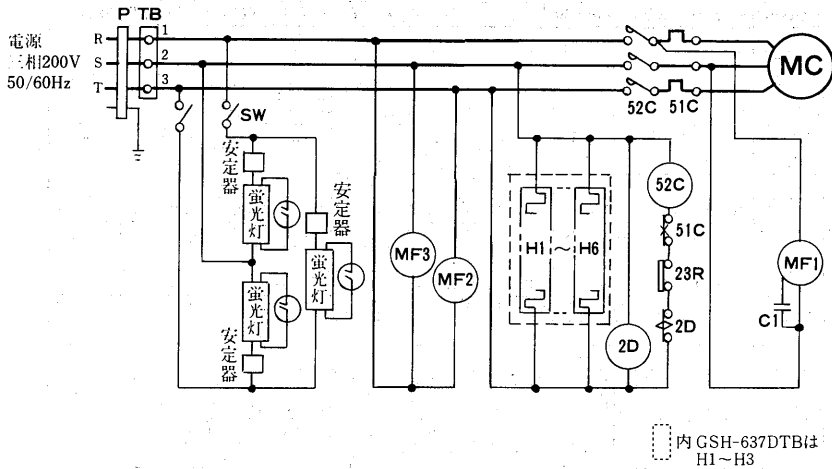 P TB
電源
三相200V
50/60Hz
R
S
T
1
2
3
SW
安定器
蛍光灯
安定器
蛍光灯
蛍光灯
安定器
MF3
MF2
H1 ～ H6
2D
52C
51C
23R
2D
52C 51C
MC
MF1
C1
内 GSH-637DTBは
H1～H3